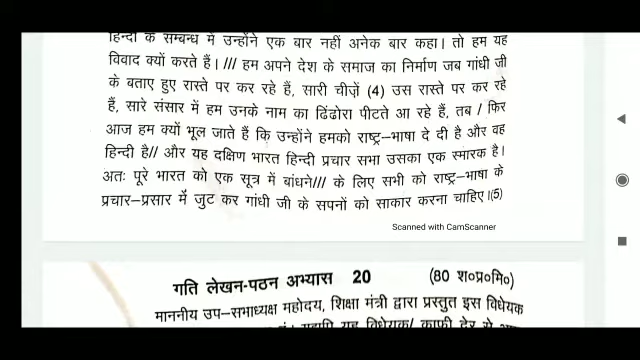 हिन्दी के सम्बन्ध में उन्होंने एक बार नहीं अनेक बार कहा। तो हम यह
विवाद क्यों करते हैं। /// हम अपने देश के समाज का निर्माण जब गांधी जी
के बताए हुए रास्ते पर कर रहे हैं, सारी चीज़ें (4) उस रास्ते पर कर रहे
हैं, सारे संसार में हम उनके नाम का ढिंढोरा पीटते आ रहे हैं, तब / फिर
आज हम क्यों भूल जाते हैं कि उन्होंने हमको राष्ट्र–भाषा दे दी है और वह
हिन्दी है// और यह दक्षिण भारत हिन्दी प्रचार सभा उसका एक स्मारक है।
अतः पूरे भारत को एक सूत्र में बांधने/// के लिए सभी को राष्ट्र–भाषा के
प्रचार–प्रसार में जुट कर गांधी जी के सपनों को साकार करना चाहिए।(5)
Scanned with CamScanner
गति लेखन-पठन अभ्यास 20 (80 श०प्र०मि०)
माननीय उप–सभाध्यक्ष महोदय, शिक्षा मंत्री द्वारा प्रस्तुत इस विधेयक
यह विधेयक/ काफी देर से